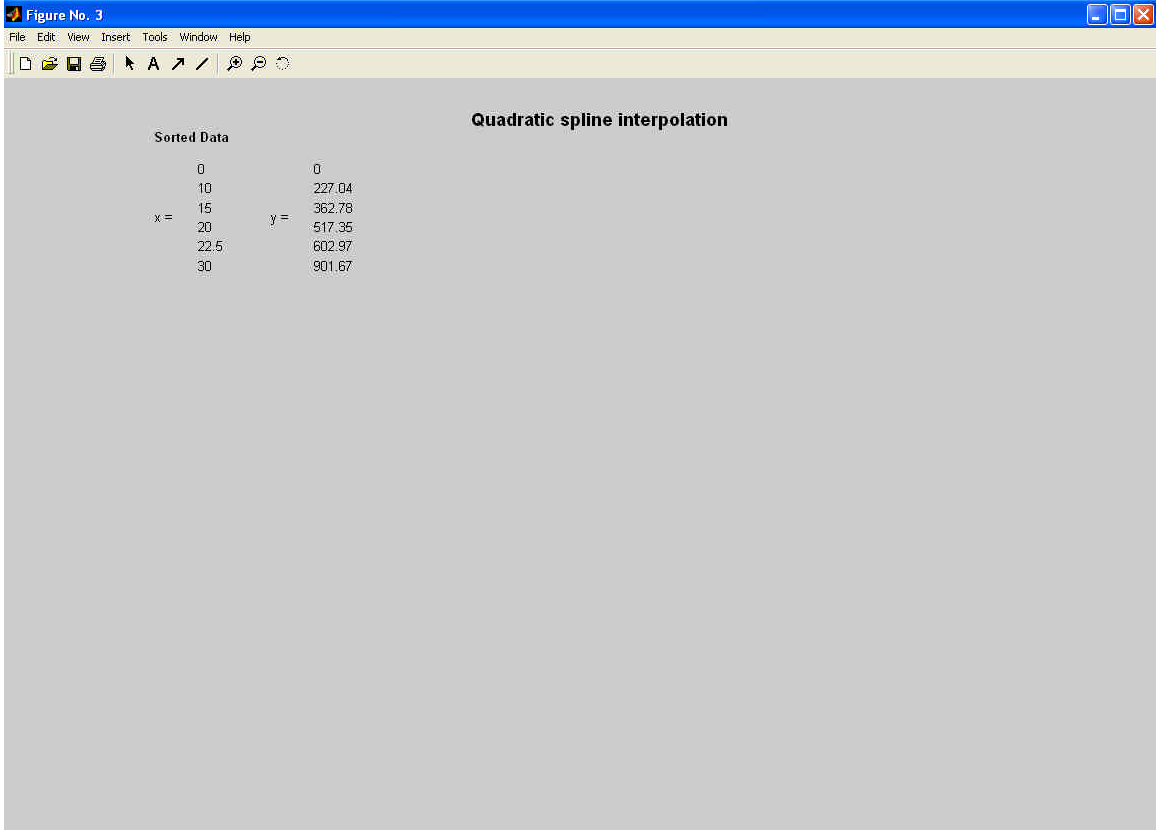 Figure No. 3
File Edit View Insert Tools Window Help
A
Quadratic spline interpolation
Sorted Data
0 0
10 227.04
15 362.78
x = y =
20 517.35
22.5 602.97
30 901.67